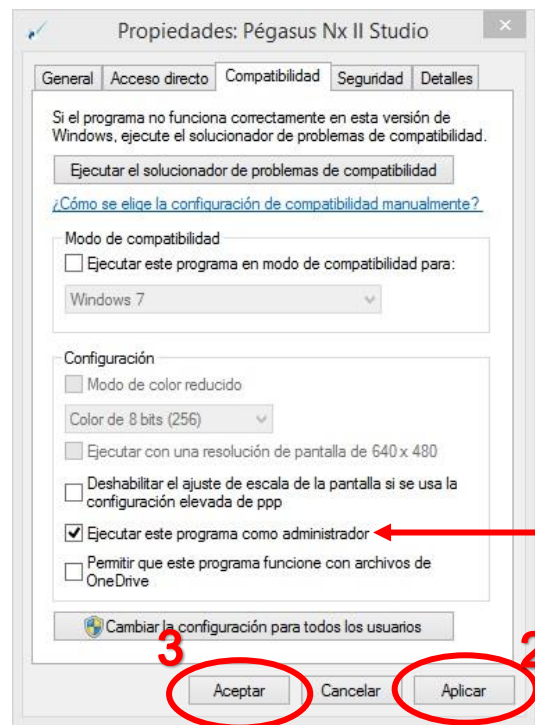 Propiedades: Pégasus Nx II Studio
General Acceso directo Compatibilidad Seguridad Detalles
Si el programa no funciona correctamente en esta versión de
Windows, ejecute el solucionador de problemas de compatibilidad.
Ejecutar el solucionador de problemas de compatibilidad
¿Cómo se elige la configuración de compatibilidad manualmente?
Modo de compatibilidad
Ejecutar este programa en modo de compatibilidad para:
Windows 7
Configuración
Modo de color reducido
Color de 8 bits (256)
Ejecutar con una resolución de pantalla de 640 x 480
Deshabilitar el ajuste de escala de la pantalla si se usa la
configuración elevada de ppp
Ejecutar este programa como administrador
Permitir que este programa funcione con archivos de
OneDrive
Cambiar la configuración para todos los usuarios
3 2
Aceptar Cancelar Aplicar